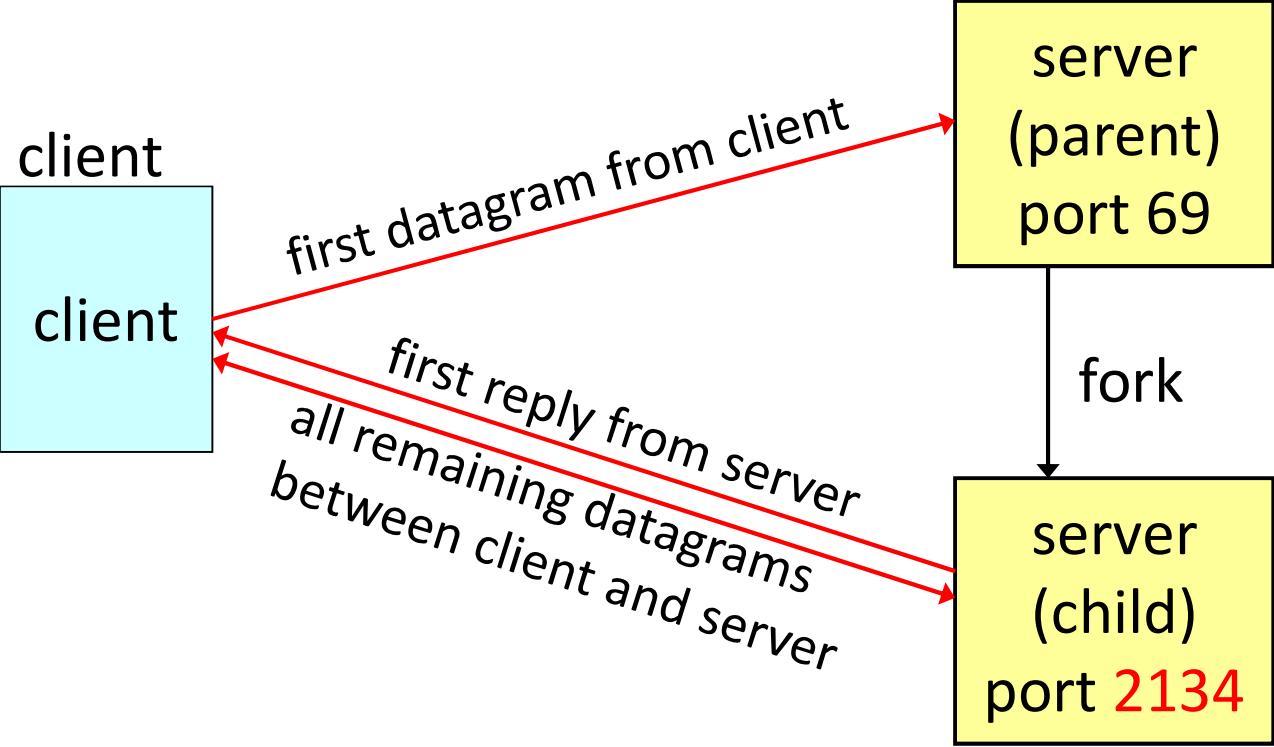 client
client
first datagram from client
server
(parent)
port 69
fork
first reply from server
all remaining datagrams
between client and server
server
(child)
port 2134